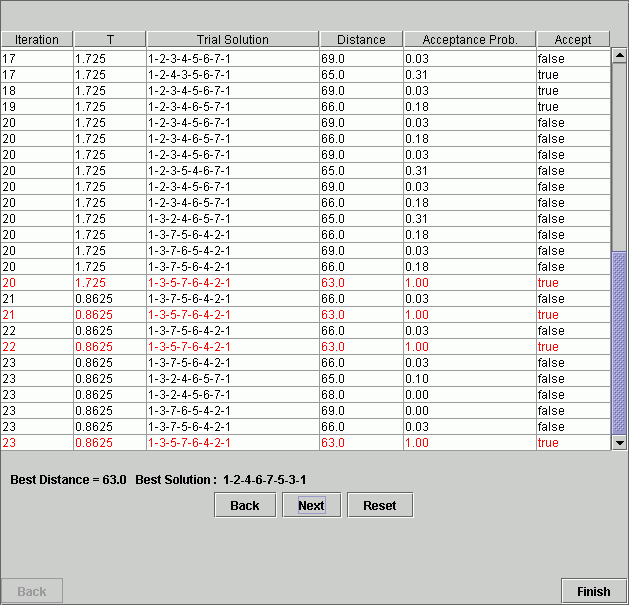 Iteration T Trial Solution Distance Acceptance Prob. Accept
17 1.725 1-2-3-4-5-6-7-1 69.0 0.03 false
17 1.725 1-2-4-3-5-6-7-1 65.0 0.31 true
18 1.725 1-2-3-4-5-6-7-1 69.0 0.03 true
19 1.725 1-2-3-4-6-5-7-1 66.0 0.18 true
20 1.725 1-2-3-4-5-6-7-1 69.0 0.03 false
20 1.725 1-2-3-4-6-5-7-1 66.0 0.18 false
20 1.725 1-2-3-4-5-6-7-1 69.0 0.03 false
20 1.725 1-2-3-5-4-6-7-1 65.0 0.31 false
20 1.725 1-2-3-4-5-6-7-1 69.0 0.03 false
20 1.725 1-2-3-4-6-5-7-1 66.0 0.18 false
20 1.725 1-3-2-4-6-5-7-1 65.0 0.31 false
20 1.725 1-3-7-5-6-4-2-1 66.0 0.18 false
20 1.725 1-3-7-6-5-4-2-1 69.0 0.03 false
20 1.725 1-3-7-5-6-4-2-1 66.0 0.18 false
20 1.725 1-3-5-7-6-4-2-1 63.0 1.00 true
21 0.8625 1-3-7-5-6-4-2-1 66.0 0.03 false
21 0.8625 1-3-5-7-6-4-2-1 63.0 1.00 true
22 0.8625 1-3-7-5-6-4-2-1 66.0 0.03 false
22 0.8625 1-3-5-7-6-4-2-1 63.0 1.00 true
23 0.8625 1-3-7-5-6-4-2-1 66.0 0.03 false
23 0.8625 1-3-2-4-6-5-7-1 65.0 0.10 false
23 0.8625 1-3-2-4-5-6-7-1 68.0 0.00 false
23 0.8625 1-3-7-6-5-4-2-1 69.0 0.00 false
23 0.8625 1-3-7-5-6-4-2-1 66.0 0.03 false
23 0.8625 1-3-5-7-6-4-2-1 63.0 1.00 true
Best Distance = 63.0 Best Solution : 1-2-4-6-7-5-3-1
Back Next Reset
Back Finish